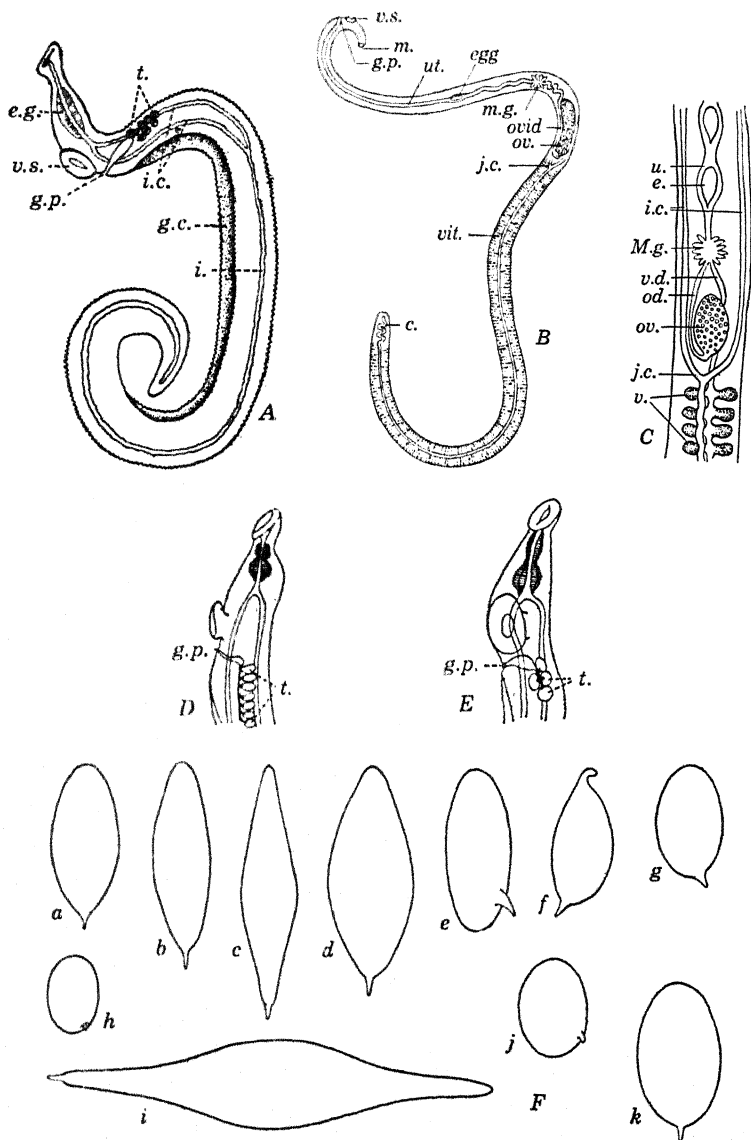 t.
e.g.
v.s.
g.p.
i.c.
g.c.
i.
A
v.s.
m.
g.p.
ut.
egg
m.g.
ovid
ov.
j.c.
vit.
c.
B
u.
e.
i.c.
M.g.
v.d.
od.
ov.
j.c.
v.
C
g.p.
t.
D
g.p.
t.
E
a
b
c
d
e
f
g
h
i
j
F
k